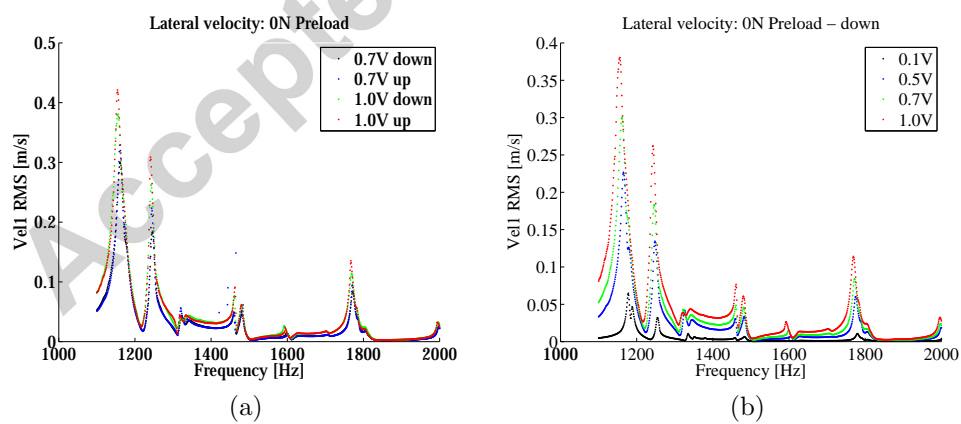 Lateral velocity: 0N Preload
0.5
0.4
0.3
0.2
0.1
0
Vel1 RMS [m/s]
0.7V down
0.7V up
1.0V down
1.0V up
1000 1200 1400 1600 1800 2000
Frequency [Hz]
(a)
Lateral velocity: 0N Preload – down
0.4
0.35
0.3
0.25
0.2
0.15
0.1
0.05
0
Vel1 RMS [m/s]
0.1V
0.5V
0.7V
1.0V
1000 1200 1400 1600 1800 2000
Frequency [Hz]
(b)
Accepte